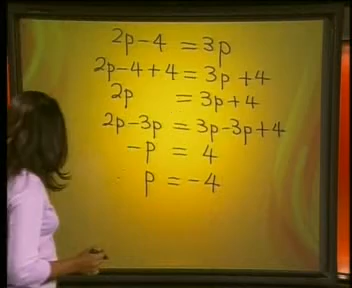 2p-4 = 3p
2p-4+4 = 3p+4
2p = 3p+4
2p-3p = 3p-3p+4
-p = 4
p = -4